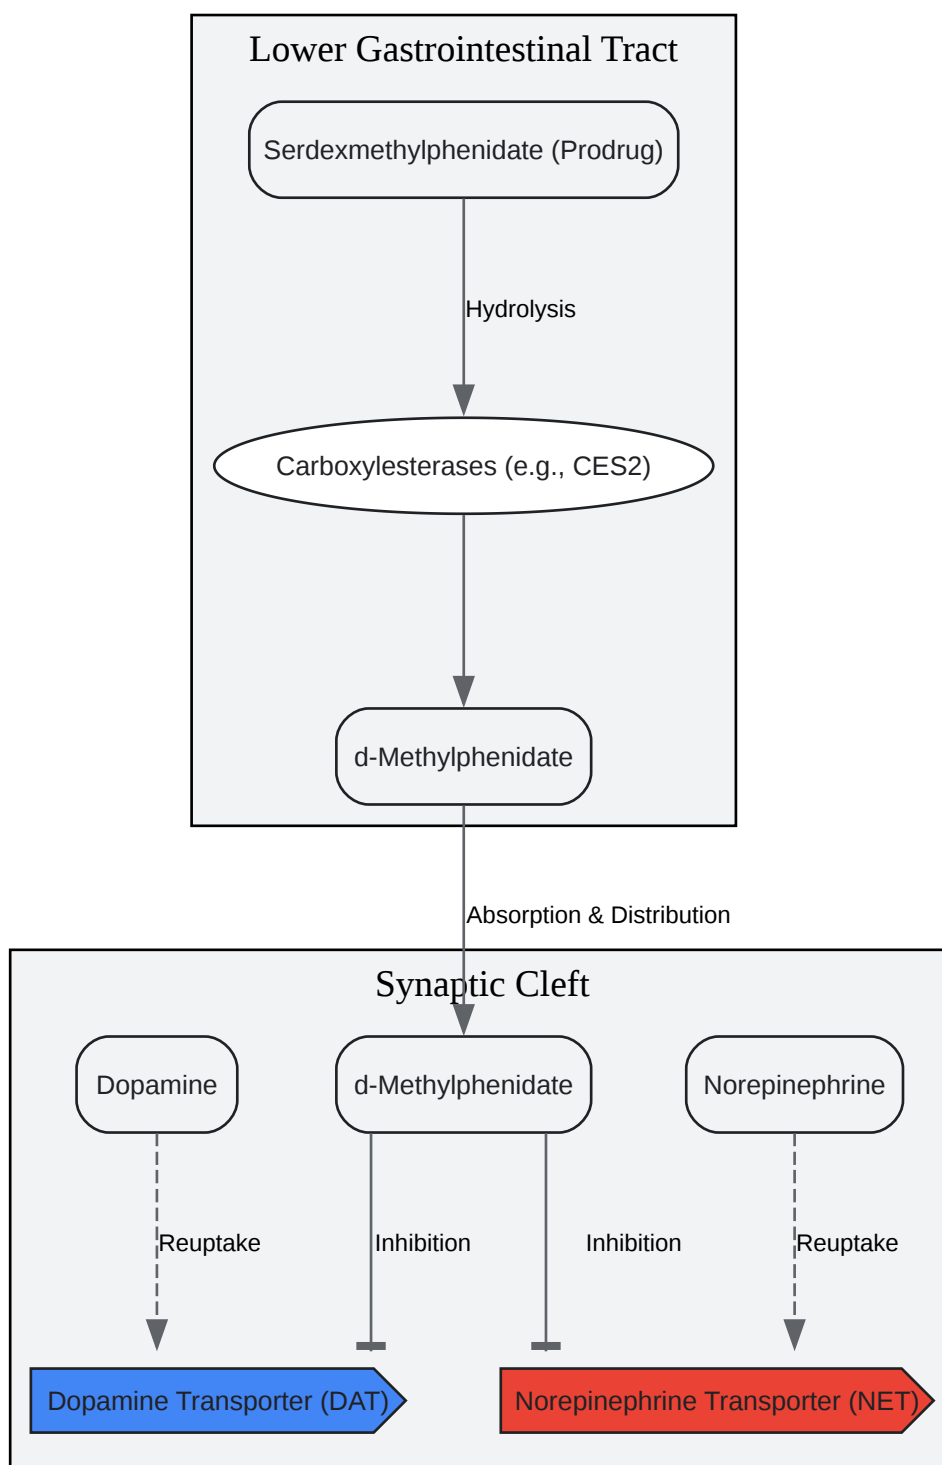 Lower Gastrointestinal Tract
Serdexmethylphenidate (Prodrug)
Hydrolysis
Carboxylesterases (e.g., CES2)
d-Methylphenidate
Absorption & Distribution
Synaptic Cleft
Dopamine
d-Methylphenidate
Norepinephrine
Reuptake
Inhibition
Inhibition
Reuptake
Dopamine Transporter (DAT)
Norepinephrine Transporter (NET)